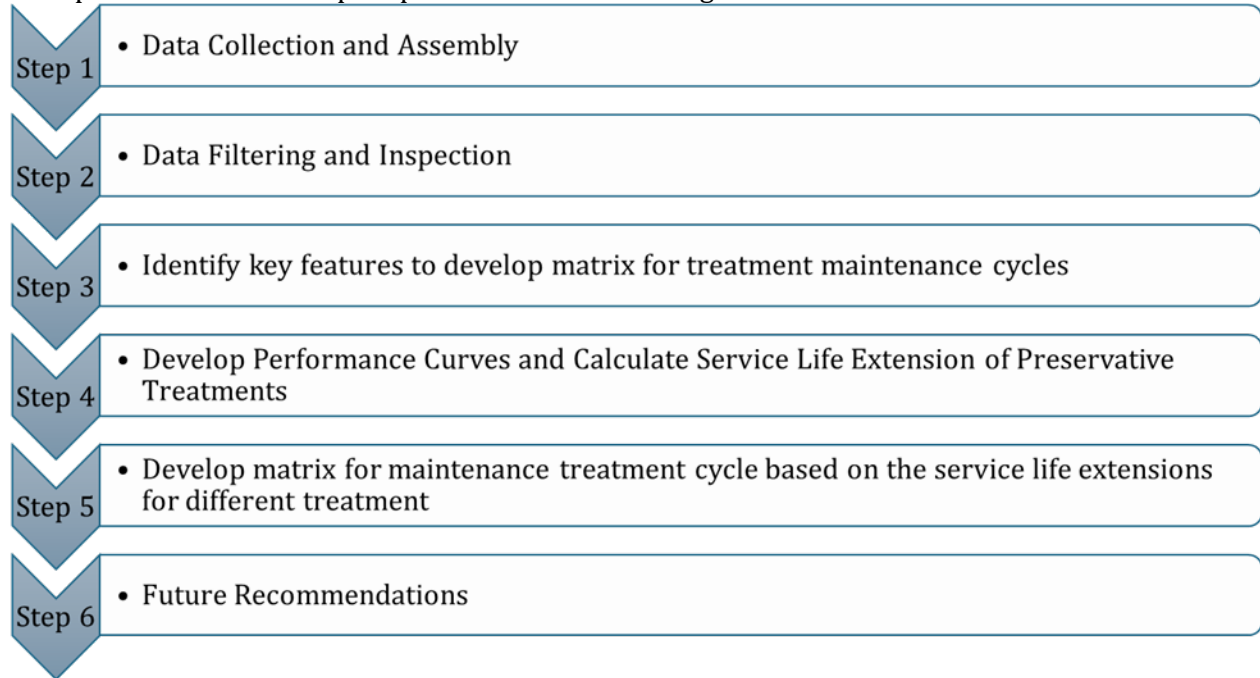 Step 1
• Data Collection and Assembly
Step 2
• Data Filtering and Inspection
Step 3
• Identify key features to develop matrix for treatment maintenance cycles
Step 4
• Develop Performance Curves and Calculate Service Life Extension of Preservative
Treatments
Step 5
• Develop matrix for maintenance treatment cycle based on the service life extensions
for different treatment
Step 6
• Future Recommendations